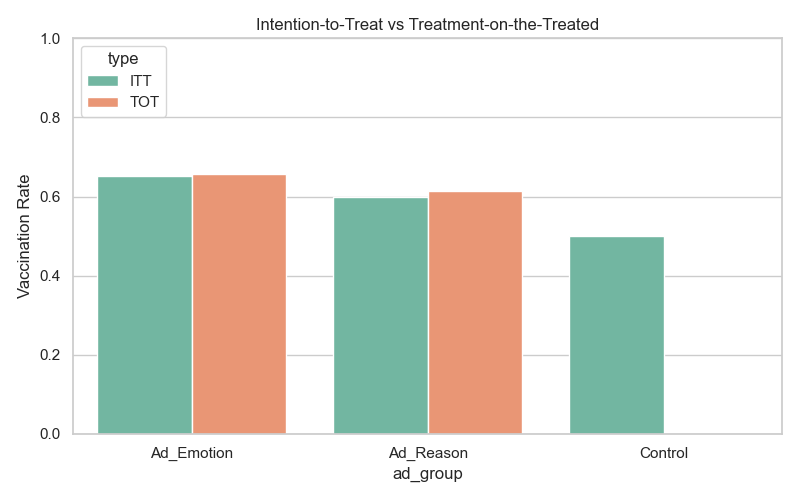 Intention-to-Treat vs Treatment-on-the-Treated
type
ITT
TOT
Vaccination Rate
1.0
0.8
0.6
0.4
0.2
0.0
Ad_Emotion
Ad_Reason
Control
ad_group